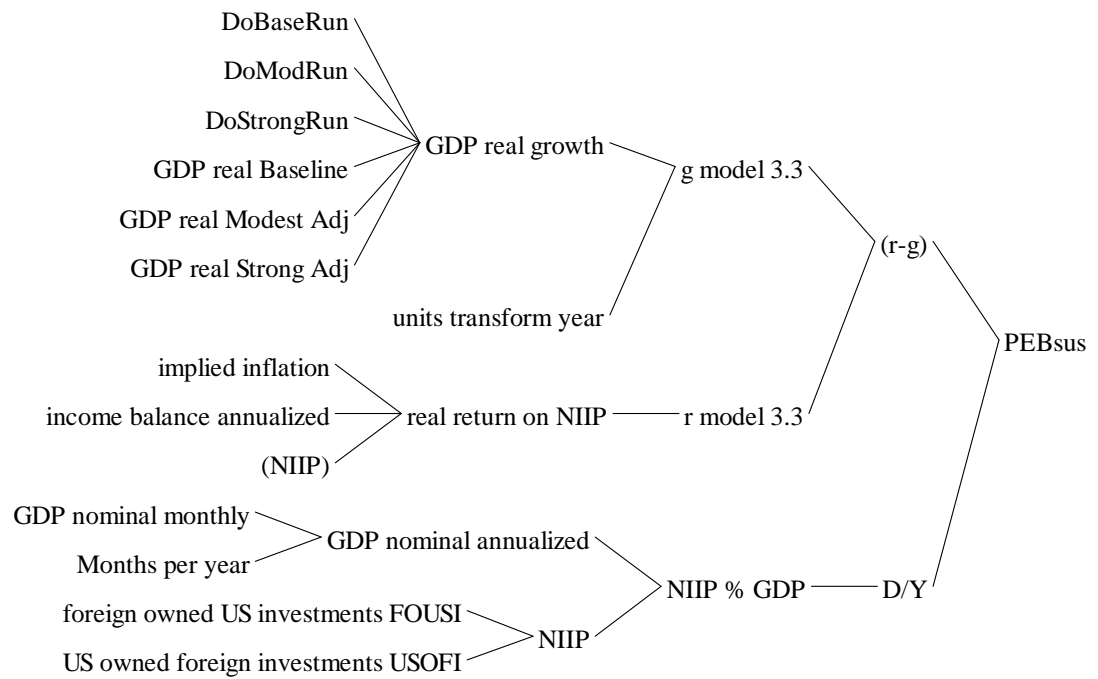 DoBaseRun
DoModRun
DoStrongRun
GDP real growth
GDP real Baseline
g model 3.3
GDP real Modest Adj
(r-g)
GDP real Strong Adj
units transform year
PEBsus
implied inflation
income balance annualized
real return on NIIP
r model 3.3
(NIIP)
GDP nominal monthly
GDP nominal annualized
Months per year
NIIP % GDP
D/Y
foreign owned US investments FOUSI
NIIP
US owned foreign investments USOFI